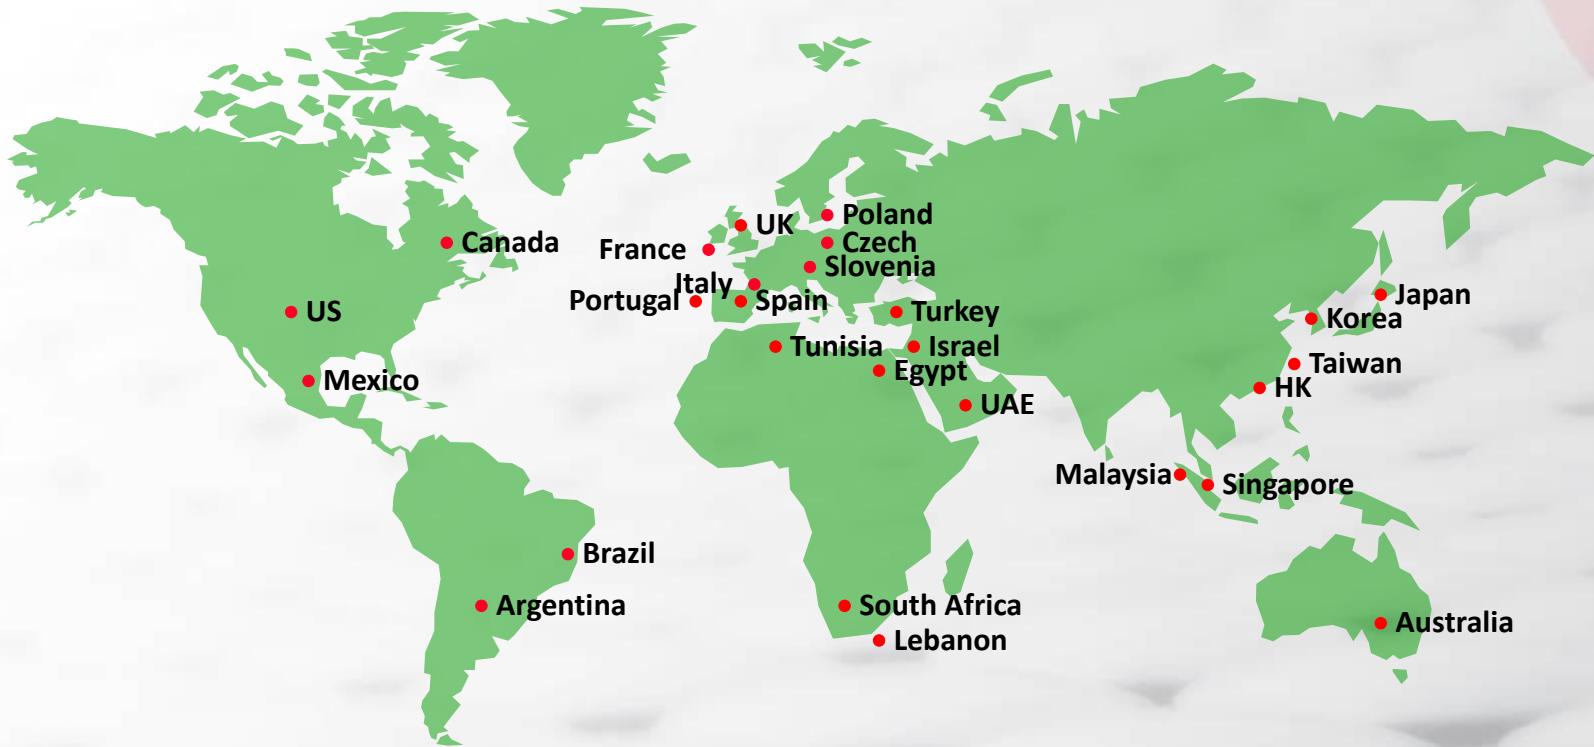 Poland
UK
Canada
Czech
France
Slovenia
Italy
Japan
Portugal
Spain
US
Turkey
Korea
Tunisia
Israel
Taiwan
Egypt
Mexico
HK
UAE
Malaysia
Singapore
Brazil
Argentina
South Africa
Australia
Lebanon